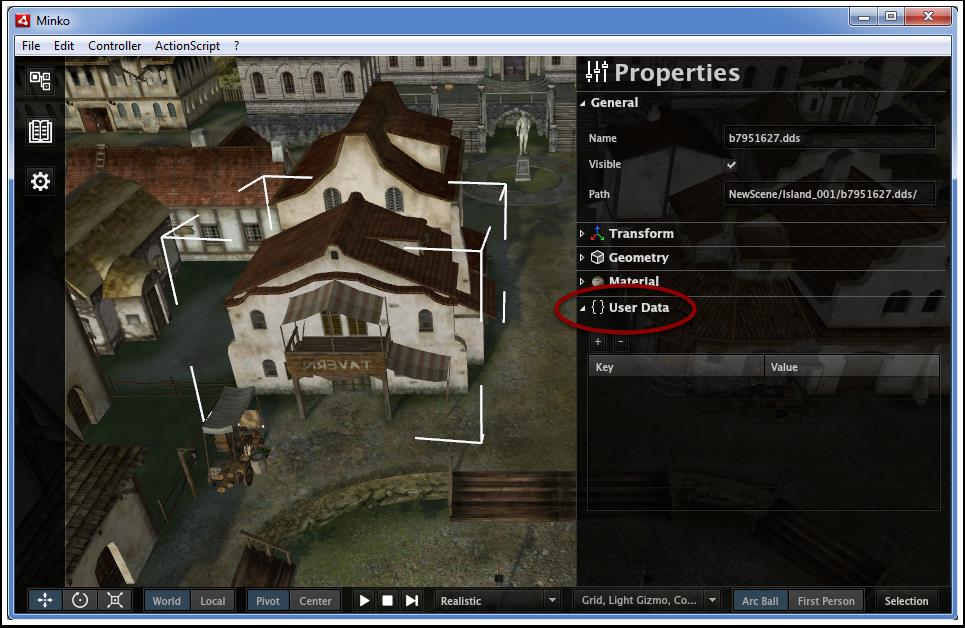 Minko
File Edit Controller ActionScript ?
Properties
General
Name b7951627.dds
Visible
Path NewScene/Island_001/b7951627.dds/
Transform
Geometry
Material
{} User Data
+ -
Key Value
TAVERN
World Local Pivot Center Realistic Grid, Light Gizmo, Co... Arc Ball First Person Selection